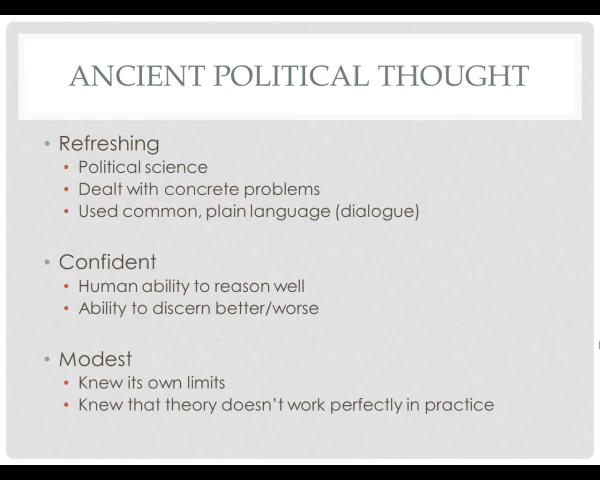 ANCIENT POLITICAL THOUGHT
• Refreshing
• Political science
• Dealt with concrete problems
• Used common, plain language (dialogue)
• Confident
• Human ability to reason well
• Ability to discern better/worse
• Modest
• Knew its own limits
• Knew that theory doesn't work perfectly in practice